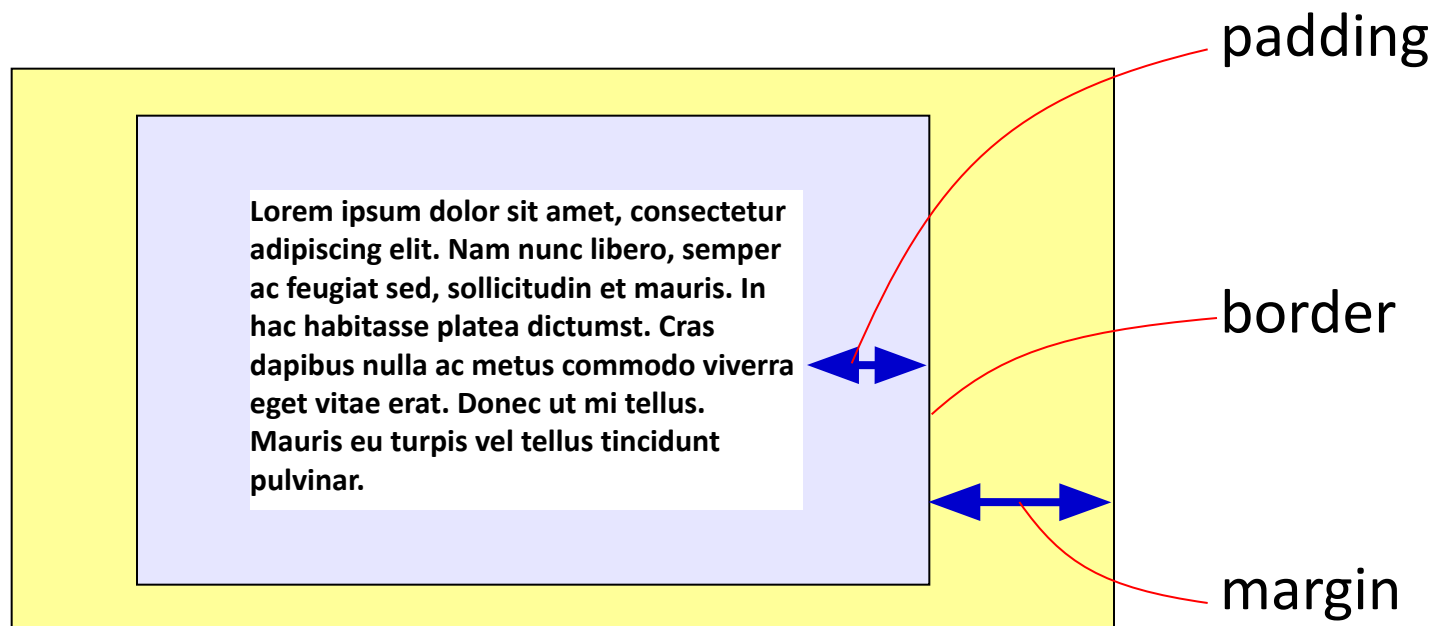 padding
Lorem ipsum dolor sit amet, consectetur
adipiscing elit. Nam nunc libero, semper
ac feugiat sed, sollicitudin et mauris. In
hac habitasse platea dictumst. Cras
dapibus nulla ac metus commodo viverra
eget vitae erat. Donec ut mi tellus.
Mauris eu turpis vel tellus tincidunt
pulvinar.
border
margin